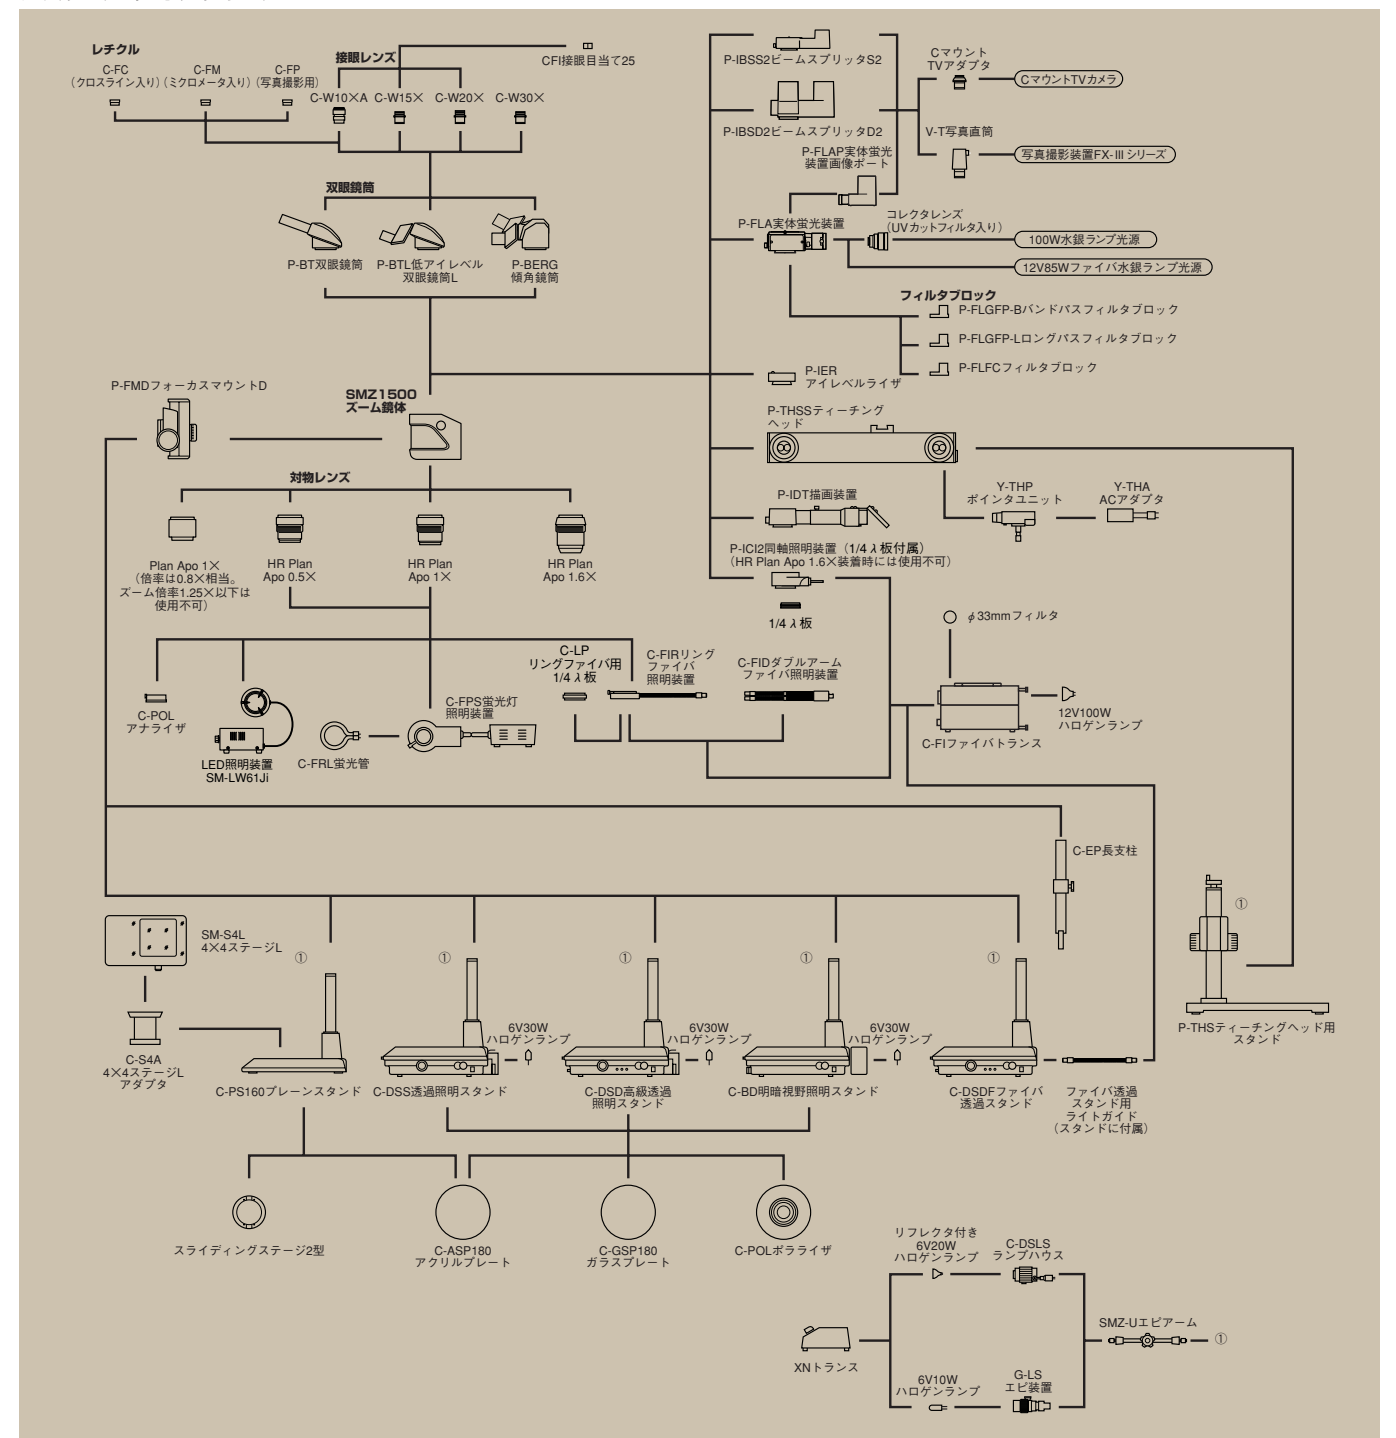 レチクル
C-FC
（クロスライン入り）
C-FM
（ミクロメータ入り）
C-FP
（写真撮影用）
接眼レンズ
CFI接眼目当て25
C-W10×A
C-W15×
C-W20×
C-W30×
双眼鏡筒
P-BT双眼鏡筒
P-BTL低アイレベル
双眼鏡筒L
P-BERG
傾角鏡筒
P-IBSS2ビームスプリッタS2
P-IBSD2ビームスプリッタD2
Cマウント
TVアダプタ
CマウントTVカメラ
V-T写真直筒
写真撮影装置FX-Ⅲシリーズ
P-FLAP実体蛍光
装置画像ポート
P-FLA実体蛍光装置
コレクタレンズ
（UVカットフィルタ入り）
100W水銀ランプ光源
12V85Wファイバ水銀ランプ光源
フィルタブロック
P-FLGFP-Bバンドパスフィルタブロック
P-FLGFP-Lロングパスフィルタブロック
P-FLFCフィルタブロック
P-IER
アイレベルライザ
P-FMDフォーカスマウントD
SMZ1500
ズーム鏡体
P-THSSティーチング
ヘッド
Y-THP
ポインタユニット
Y-THA
ACアダプタ
対物レンズ
Plan Apo 1×
（倍率は0.8×相当。
ズーム倍率1.25×以下は
使用不可）
HR Plan
Apo 0.5×
HR Plan
Apo 1×
HR Plan
Apo 1.6×
P-IDT描画装置
P-ICI2同軸照明装置（1/4 λ板付属）
（HR Plan Apo 1.6×装着時には使用不可）
1/4 λ板
φ33mmフィルタ
C-POL
アナライザ
LED照明装置
SM-LW61Ji
C-FRL蛍光管
C-FPS蛍光灯
照明装置
C-LP
リングファイバ用
1/4 λ板
C-FIRリング
ファイバ
照明装置
C-FIDダブルアーム
ファイバ照明装置
C-FIファイバトランス
12V100W
ハロゲンランプ
C-EP長支柱
SM-S4L
4×4ステージL
C-S4A
4×4ステージL
アダプタ
①
①
①
①
①
①
6V30W
ハロゲンランプ
6V30W
ハロゲンランプ
6V30W
ハロゲンランプ
C-PS160プレーンスタンド
C-DSS透過照明スタンド
C-DSD高級透過
照明スタンド
C-BD明暗視野照明スタンド
C-DSDFファイバ
透過スタンド
ファイバ透過
スタンド用
ライトガイド
（スタンドに付属）
P-THSティーチングヘッド用
スタンド
スライディングステージ2型
C-ASP180
アクリルプレート
C-GSP180
ガラスプレート
C-POLポラライザ
リフレクタ付き
6V20W
ハロゲンランプ
C-DSLS
ランプハウス
XNトランス
SMZ-Uエピアーム
①
6V10W
ハロゲンランプ
G-LS
エピ装置